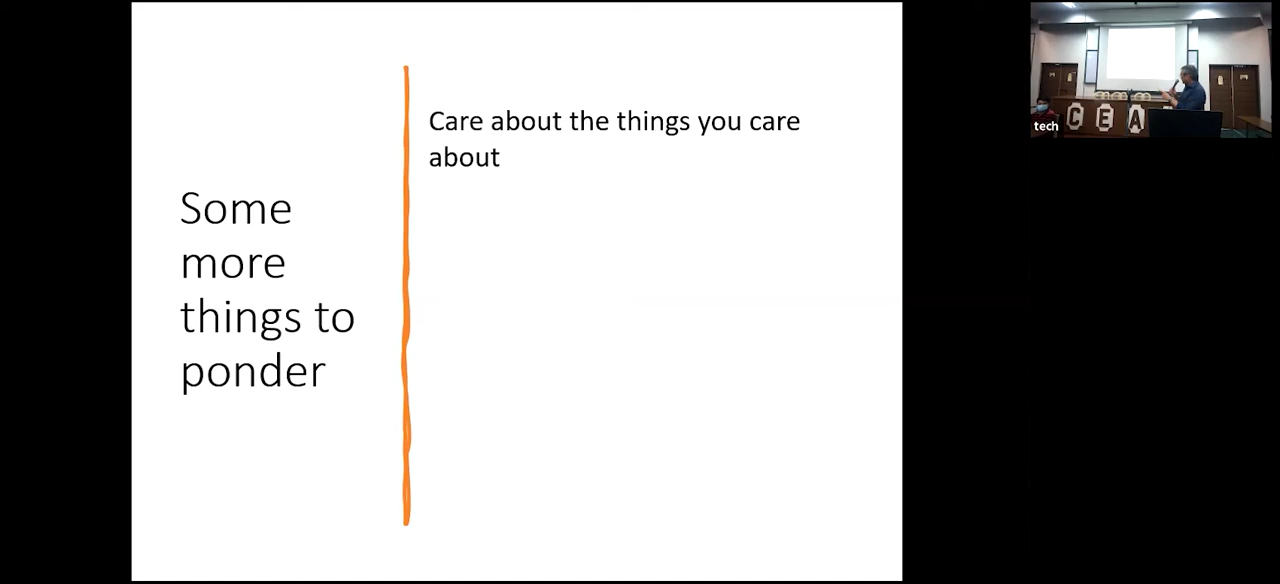 Some
more
things to
ponder
Care about the things you care
about
tech
C E A